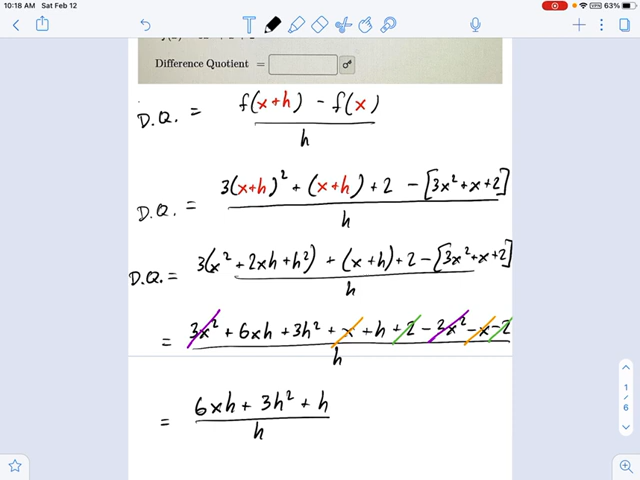 10:18 AM Sat Feb 12 63%
Difference Quotient =
D.Q. = f(x+h) - f(x) / h
D.Q. = 3(x+h)² + (x+h) + 2 - [3x²+x+2] / h
D.Q. = 3(x² + 2xh + h²) + (x+h) + 2 - [3x²+x+2] / h
= 3x² + 6xh + 3h² + x + h + 2 - 3x² - x - 2 / h
= 6xh + 3h² + h / h
1
/
6